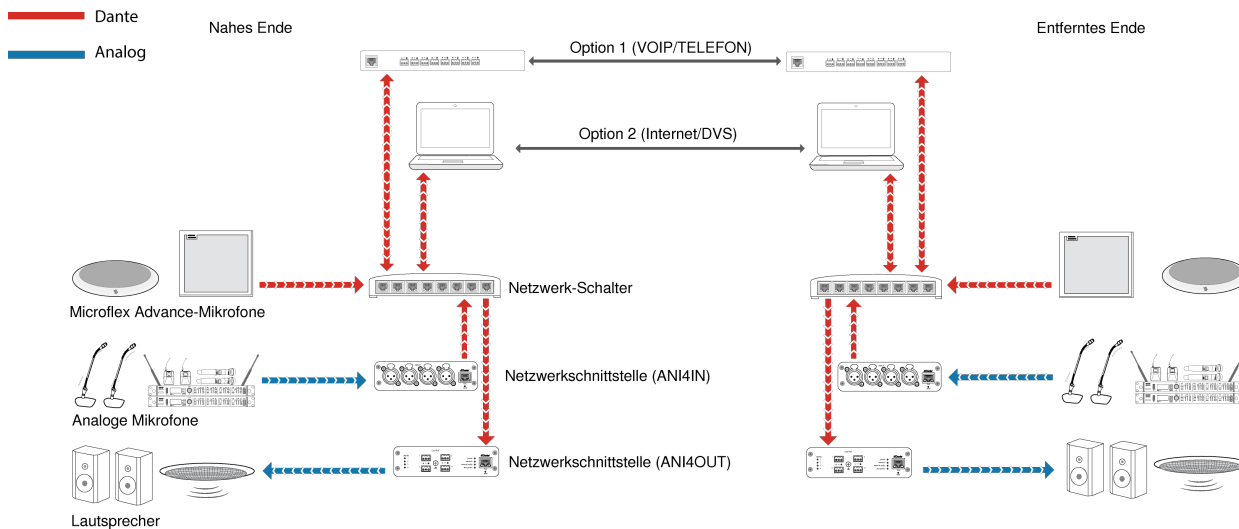 Dante
Analog
Nahes Ende
Entferntes Ende
Option 1 (VOIP/TELEFON)
Option 2 (Internet/DVS)
Netzwerk-Schalter
Microflex Advance-Mikrofone
Netzwerkschnittstelle (ANI4IN)
Analoge Mikrofone
Netzwerkschnittstelle (ANI4OUT)
Lautsprecher